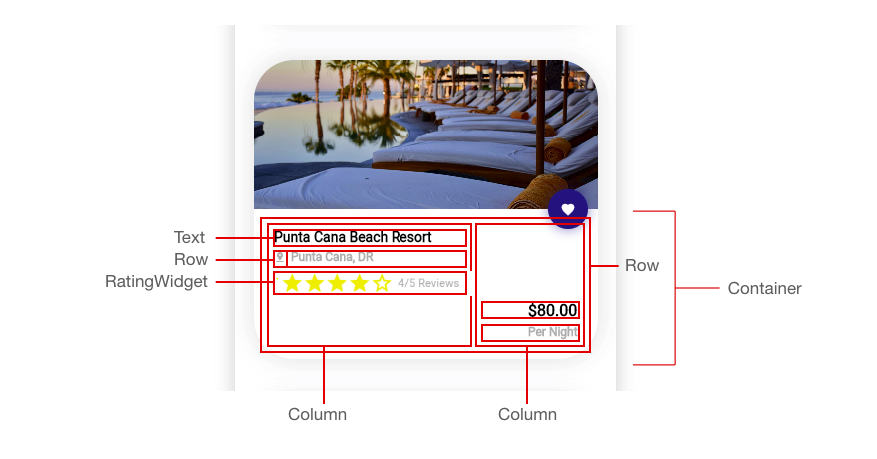 Text
Row
RatingWidget
Punta Cana Beach Resort
Punta Cana, DR
4/5 Reviews
$80.00
Per Night
Row
Container
Column
Column